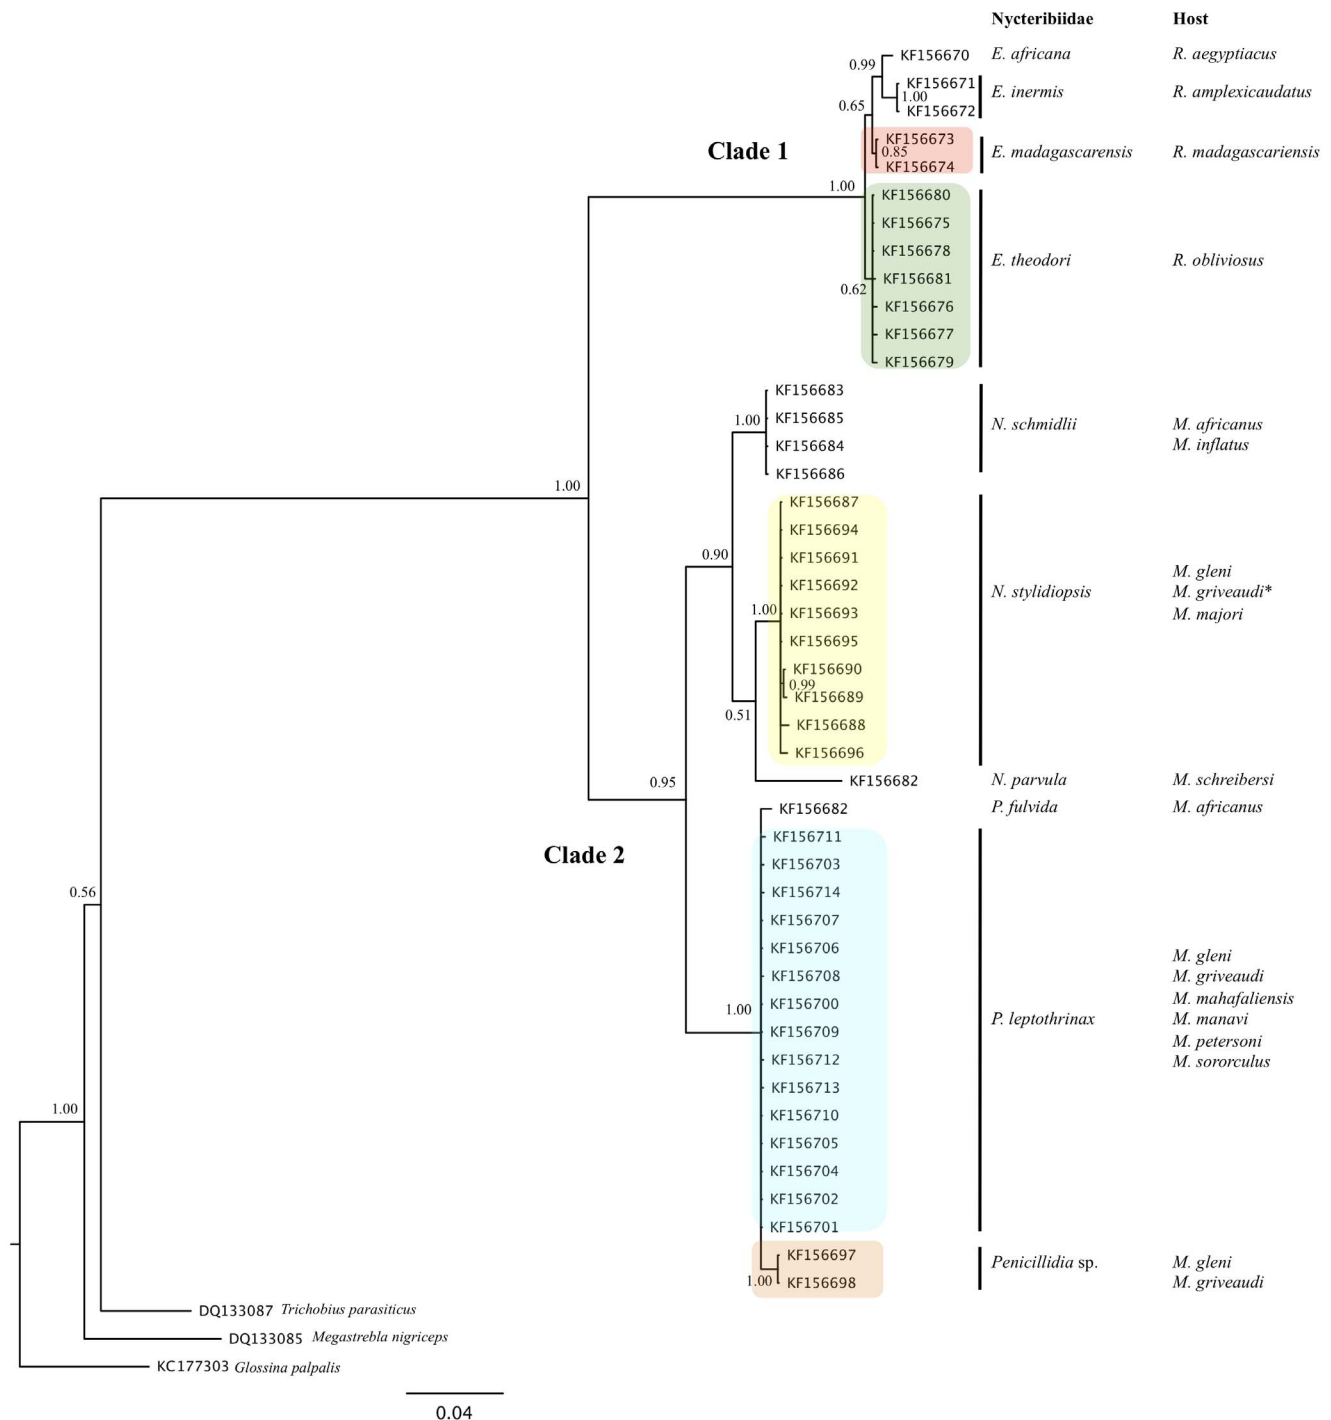 Nycteribiidae Host
0.99 KF156670 E. africana R. aegyptiacus
KF156671
0.65 1.00 E. inermis R. amplexicaudatus
KF156672
KF156673
Clade 1 0.85 E. madagascarensis R. madagascariensis
KF156674
1.00 KF156680
KF156675
KF156678
E. theodori R. obliviosus
KF156681
0.62
KF156676
KF156677
KF156679
KF156683
1.00 KF156685 N. schmidlii M. africanus
KF156684 M. inflatus
KF156686
1.00 KF156687
KF156694
0.90 KF156691
M. gleni
KF156692 N. stylidiopsis M. griveaudi*
1.00 KF156693 M. majori
KF156695
KF156690
0.99
KF156689
0.51 KF156688
KF156696
0.95 KF156682 N. parvula M. schreibersi
KF156682 P. fulvida M. africanus
KF156711
Clade 2
KF156703
0.56 KF156714
KF156707
KF156706 M. gleni
KF156708 M. griveaudi
1.00 KF156700 M. mahafaliensis
P. leptothrinax M. manavi
KF156709
M. petersoni
KF156712 M. sororculus
KF156713
1.00 KF156710
KF156705
KF156704
KF156702
KF156701
KF156697 Penicillidia sp. M. gleni
1.00 KF156698 M. griveaudi
DQ133087 Trichobius parasiticus
DQ133085 Megastrebla nigriceps
KC177303 Glossina palpalis
0.04